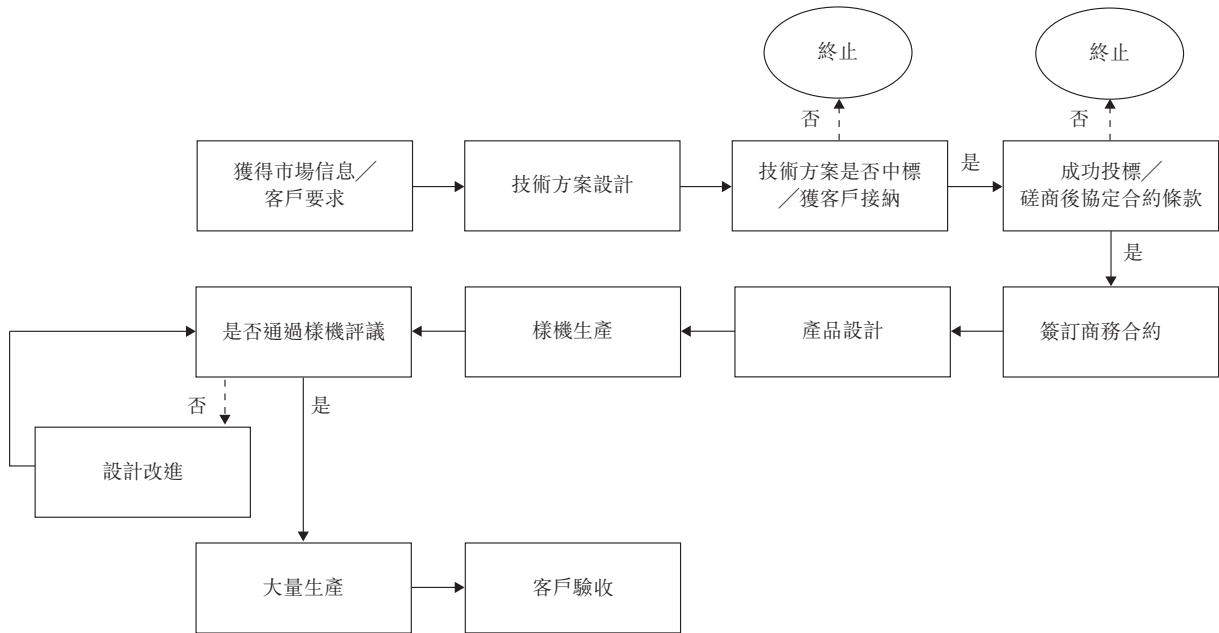 終止
終止
否
否
獲得市場信息／
客戶要求
技術方案設計
技術方案是否中標
／獲客戶接納
是
成功投標／
磋商後協定合約條款
是
是否通過樣機評議
樣機生產
產品設計
簽訂商務合約
否
是
設計改進
大量生產
客戶驗收